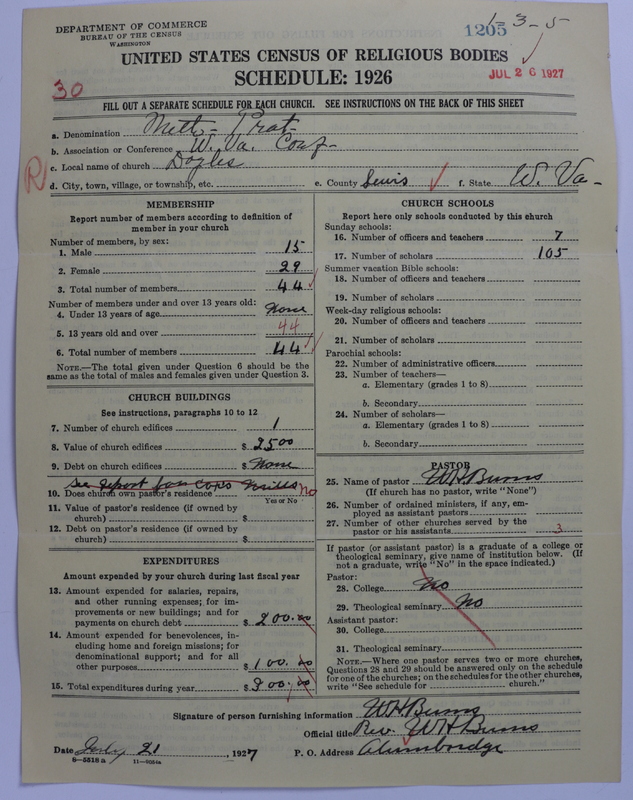 DEPARTMENT OF COMMERCE
BUREAU OF THE CENSUS
WASHINGTON
1205 1-3-5
UNITED STATES CENSUS OF RELIGIOUS BODIES
SCHEDULE: 1926
JUL 26 1927
30
FILL OUT A SEPARATE SCHEDULE FOR EACH CHURCH. SEE INSTRUCTIONS ON THE BACK OF THIS SHEET
a. Denomination Meth- Prot-
b. Association or Conference W. Va. Conf-
c. Local name of church Doyles
R
d. City, town, village, or township, etc. e. County Lewis f. State W. Va-
MEMBERSHIP
Report number of members according to definition of member in your church
Number of members, by sex:
1. Male 15
2. Female 29
3. Total number of members 44
Number of members under and over 13 years old:
4. Under 13 years of age None
5. 13 years old and over 44
6. Total number of members 44
NOTE.—The total given under Question 6 should be
same as the total of males and females given under Question 3.
CHURCH BUILDINGS
See instructions, paragraphs 10 to 12
7. Number of church edifices 1
8. Value of church edifices $ 2500
9. Debt on church edifices $ None
See report for Cops Mills
10. Does church own pastor's residence no
Yes or No
11. Value of pastor's residence (if owned by
church) $
12. Debt on pastor's residence (if owned by
church) $
EXPENDITURES
Amount expended by your church during last fiscal year
13. Amount expended for salaries, repairs,
and other running expenses; for im-
provements or new buildings; and for
payments on church debt $ 200.00
14. Amount expended for benevolences, in-
cluding home and foreign missions; for
denominational support; and for all
other purposes $ 100.00
15. Total expenditures during year $ 300.00
CHURCH SCHOOLS
Report here only schools conducted by this church
Sunday schools:
16. Number of officers and teachers 7
17. Number of scholars 105
Summer vacation Bible schools:
18. Number of officers and teachers
19. Number of scholars
Week-day religious schools:
20. Number of officers and teachers
21. Number of scholars
Parochial schools:
22. Number of administrative officers
23. Number of teachers—
a. Elementary (grades 1 to 8)
b. Secondary
24. Number of scholars—
a. Elementary (grades 1 to 8)
b. Secondary
PASTOR
25. Name of pastor W H Burns
(If church has no pastor, write "None")
26. Number of ordained ministers, if any, em-
ployed as assistant pastors
27. Number of other churches served by the
pastor or his assistants 3
If pastor (or assistant pastor) is a graduate of a college or
theological seminary, give name of institution below. (If
not a graduate, write "No" in the space indicated.)
Pastor:
28. College No
29. Theological seminary No
Assistant pastor:
30. College
31. Theological seminary
NOTE.—Where one pastor serves two or more churches,
Questions 28 and 29 should be answered only on the schedule
for one of the churches; on the schedules for the other churches,
write "See schedule for church."
Signature of person furnishing information W H Burns
Official title Rev. W H Burns
Date July 21, 1927 P. O. Address Alumbridge
8-5518 a 11-9054a